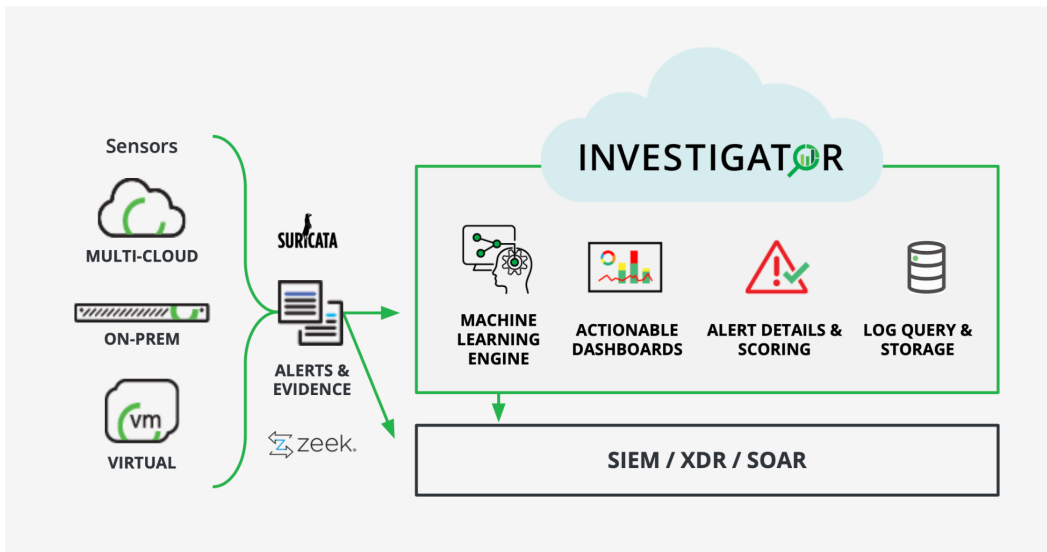 Sensors
MULTI-CLOUD
ON-PREM
vm
VIRTUAL
SURICATA
ALERTS &
EVIDENCE
zeek®
INVESTIGATOR
MACHINE
LEARNING
ENGINE
ACTIONABLE
DASHBOARDS
ALERT DETAILS &
SCORING
LOG QUERY &
STORAGE
SIEM / XDR / SOAR